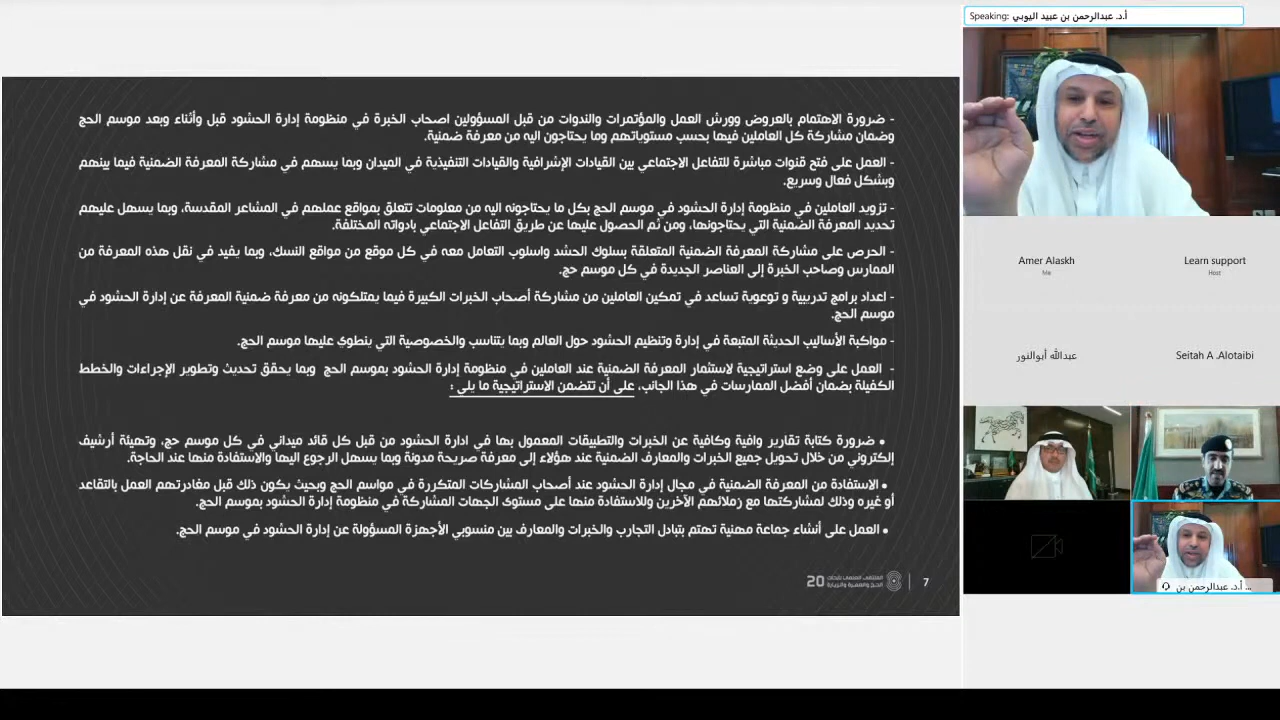 Speaking: أ.د. عبدالرحمن بن عبيد اليوبي
- ضرورة الاهتمام بالعروض وورش العمل والمؤتمرات والندوات من قبل المسؤولين اصحاب الخبرة في منظومة إدارة الحشود قبل وأثناء وبعد موسم الحج
وضمان مشاركة كل العاملين فيها بحسب مستوياتهم وما يحتاجون اليه من معرفة ضمنية.
- العمل على فتح قنوات مباشرة للتفاعل الاجتماعي بين القيادات الإشرافية والقيادات التنفيذية في الميدان وبما يسهم في مشاركة المعرفة الضمنية فيما بينهم
وبشكل فعال وسريع.
- تزويد العاملين في منظومة إدارة الحشود في موسم الحج بكل ما يحتاجونه اليه من معلومات تتعلق بمواقع عملهم في المشاعر المقدسة، وبما يسهل عليهم
تحديد المعرفة الضمنية التي يحتاجونها، ومن ثم الحصول عليها عن طريق التفاعل الاجتماعي بادواته المختلفة.
- الحرص على مشاركة المعرفة الضمنية المتعلقة بسلوك الحشد واسلوب التعامل معه في كل موقع من مواقع النسك، وبما يفيد في نقل هذه المعرفة من
الممارس وصاحب الخبرة إلى العناصر الجديدة في كل موسم حج.
- اعداد برامج تدريبية و توعوية تساعد في تمكين العاملين من مشاركة أصحاب الخبرات الكبيرة فيما يمتلكونه من معرفة ضمنية المعرفة عن إدارة الحشود في
موسم الحج.
- مواكبة الأساليب الحديثة المتبعة في إدارة وتنظيم الحشود حول العالم وبما يتناسب والخصوصية التي ينطوي عليها موسم الحج.
- العمل على وضع استراتيجية لاستثمار المعرفة الضمنية عند العاملين في منظومة إدارة الحشود بموسم الحج وبما يحقق تحديث وتطوير الإجراءات والخطط
الكفيلة بضمان أفضل الممارسات في هذا الجانب، على أن تتضمن الاستراتيجية ما يلي :
• ضرورة كتابة تقارير وافية وكافية عن الخبرات والتطبيقات المعمول بها في ادارة الحشود من قبل كل قائد ميداني في كل موسم حج، وتهيئة أرشيف
إلكتروني من خلال تحويل جميع الخبرات والمعارف الضمنية عند هؤلاء إلى معرفة صريحة مدونة وبما يسهل الرجوع اليها والاستفادة منها عند الحاجة.
• الاستفادة من المعرفة الضمنية في مجال إدارة الحشود عند أصحاب المشاركات المتكررة في مواسم الحج وبحيث يكون ذلك قبل مغادرتهم العمل بالتقاعد
أو غيره وذلك لمشاركتها مع زملائهم الآخرين وللاستفادة منها على مستوى الجهات المشاركة في منظومة إدارة الحشود بموسم الحج.
• العمل على أنشاء جماعة مهنية تهتم بتبادل التجارب والخبرات والمعارف بين منسوبي الأجهزة المسؤولة عن إدارة الحشود في موسم الحج.
7
الملتقى العلمي لأبحاث
الحج والعمرة والزيارة
20
Amer Alaskh
Me
Learn support
Host
عبدالله أبوالنور
Seitah A .Alotaibi
أ.د. عبدالرحمن بن ...